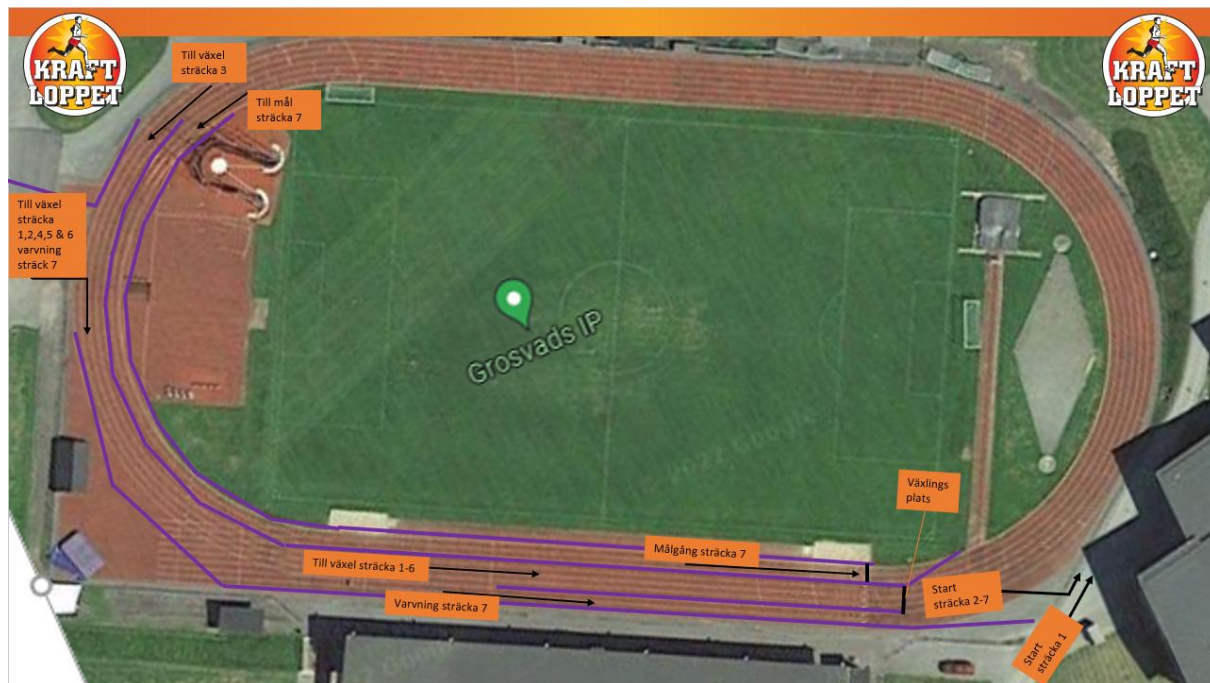 KRAFT
LOPPET
Till växel
sträcka 3
Till mål
sträcka 7
KRAFT
LOPPET
Till växel
sträcka
1,2,4,5 & 6
varvning
sträck 7
Grosvads IP
Växlings
plats
Målgång sträcka 7
Till växel sträcka 1-6
Varvning sträcka 7
Start
sträcka 2-7
Start
sträcka 1